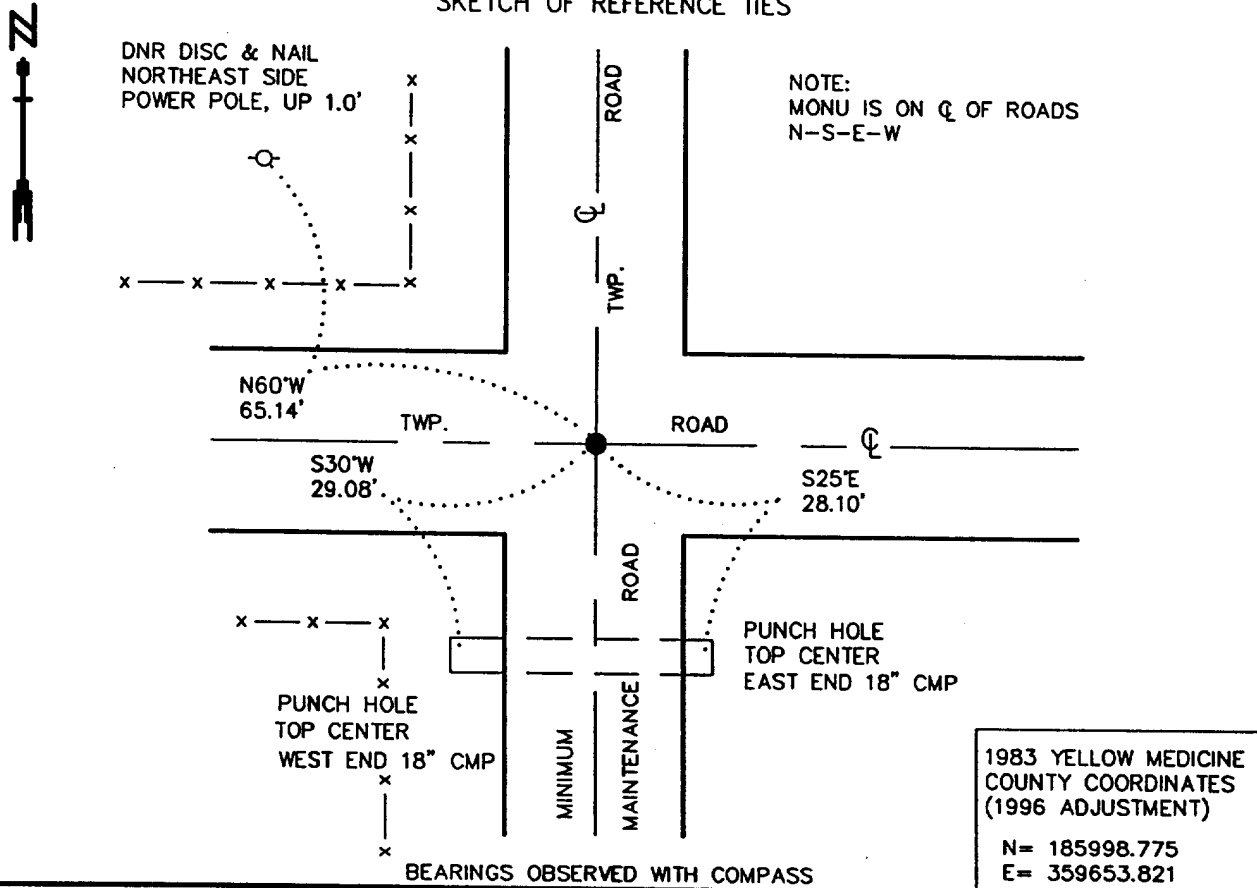 SKETCH OF REFERENCE TIES
N
DNR DISC & NAIL
NORTHEAST SIDE
POWER POLE, UP 1.0'
NOTE:
MONU IS ON ℄ OF ROADS
N-S-E-W
ROAD
℄
TWP.
N60°W
65.14'
TWP.
ROAD
℄
S30°W
29.08'
S25°E
28.10'
ROAD
PUNCH HOLE
TOP CENTER
EAST END 18" CMP
PUNCH HOLE
TOP CENTER
WEST END 18" CMP
MINIMUM
MAINTENANCE
1983 YELLOW MEDICINE
COUNTY COORDINATES
(1996 ADJUSTMENT)
N= 185998.775
E= 359653.821
BEARINGS OBSERVED WITH COMPASS